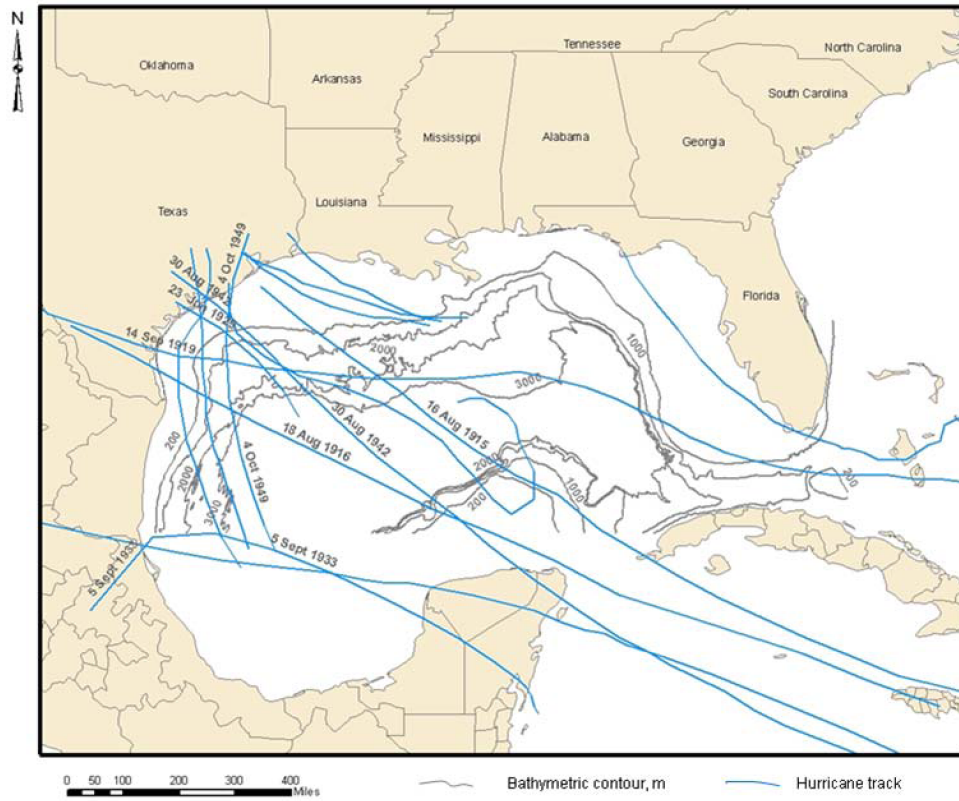 N
Oklahoma
Arkansas
Tennessee
North Carolina
South Carolina
Mississippi
Alabama
Georgia
Texas
Louisiana
Florida
4 Oct 1949
30 Aug 1942
14 Sep 1919
2000
1000
3000
16 Aug 1915
30 Aug 1942
18 Aug 1916
200
2000
3000
4 Oct 1949
200
1000
200
5 Sept 1933
5 Sept 1933
0 50 100 200 300 400
Miles
Bathymetric contour, m
Hurricane track